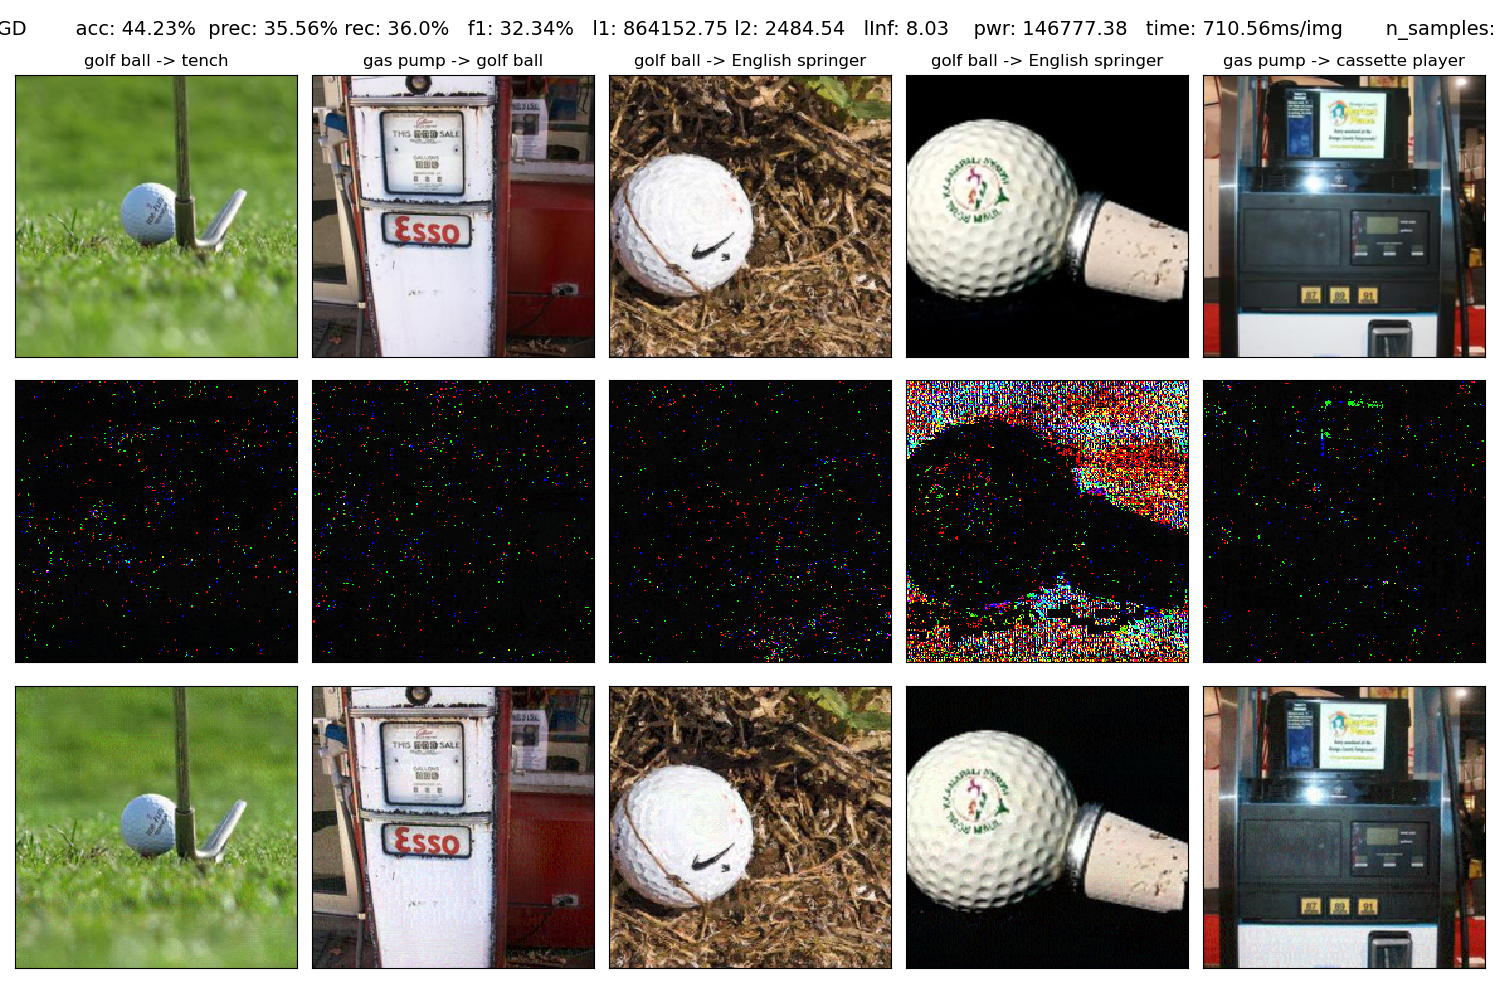 GD acc: 44.23% prec: 35.56% rec: 36.0% f1: 32.34% l1: 864152.75 l2: 2484.54 lInf: 8.03 pwr: 146777.38 time: 710.56ms/img n_samples:
golf ball -> tench
gas pump -> golf ball
golf ball -> English springer
golf ball -> English springer
gas pump -> cassette player
THIS SALE
GALLONS
Esso
87 89 91
THIS SALE
GALLONS
Esso
87 89 91